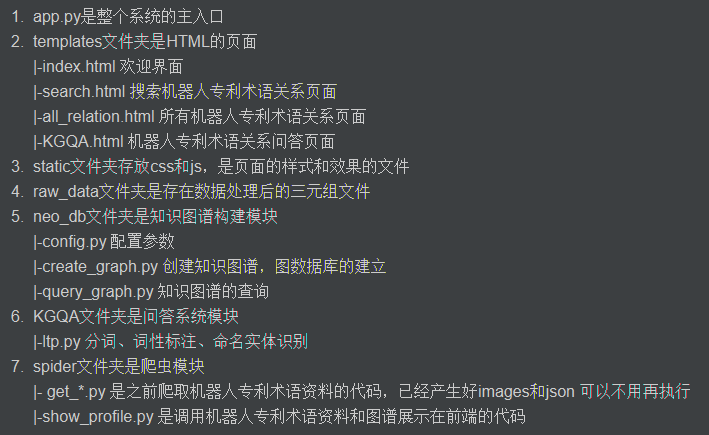 1. app.py是整个系统的主入口
2. templates文件夹是HTML的页面
|-index.html 欢迎界面
|-search.html 搜索机器人专利术语关系页面
|-all_relation.html 所有机器人专利术语关系页面
|-KGQA.html 机器人专利术语关系问答页面
3. static文件夹存放css和js，是页面的样式和效果的文件
4. raw_data文件夹是存在数据处理后的三元组文件
5. neo_db文件夹是知识图谱构建模块
|-config.py 配置参数
|-create_graph.py 创建知识图谱，图数据库的建立
|-query_graph.py 知识图谱的查询
6. KGQA文件夹是问答系统模块
|-ltp.py 分词、词性标注、命名实体识别
7. spider文件夹是爬虫模块
|- get_*.py 是之前爬取机器人专利术语资料的代码，已经产生好images和json 可以不用再执行
|-show_profile.py 是调用机器人专利术语资料和图谱展示在前端的代码